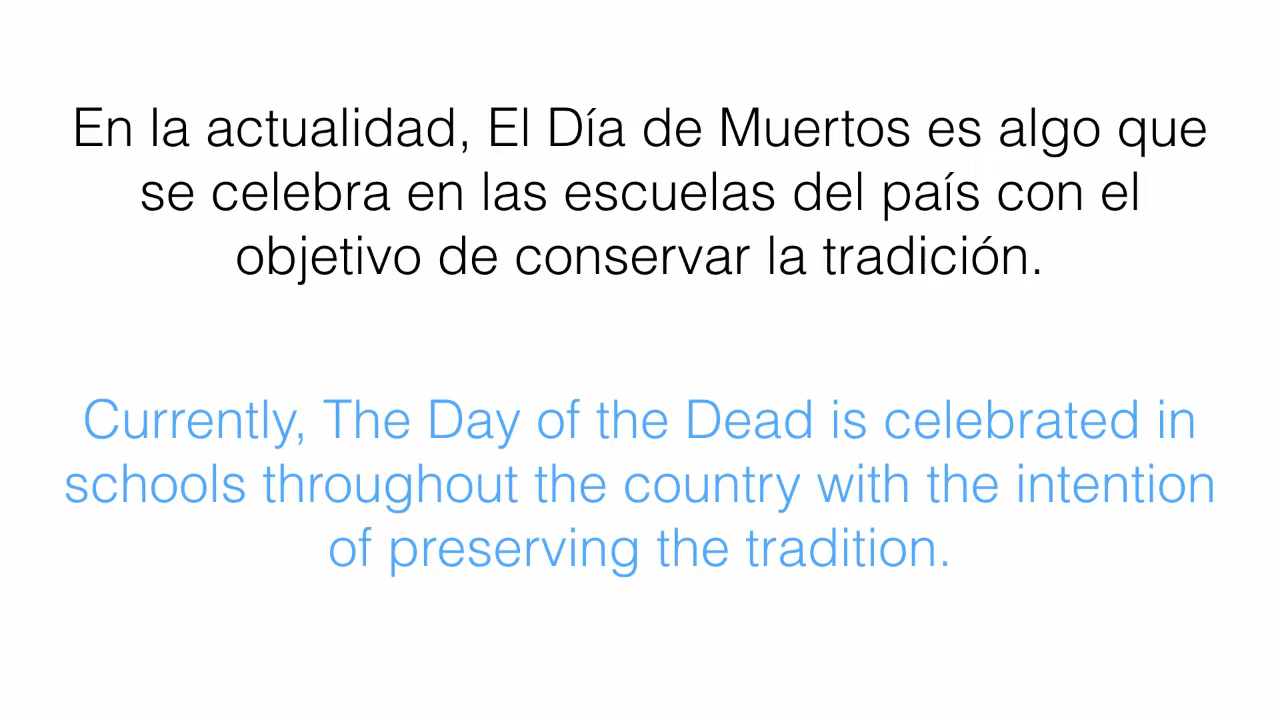 En la actualidad, El Día de Muertos es algo que
se celebra en las escuelas del país con el
objetivo de conservar la tradición.
Currently, The Day of the Dead is celebrated in
schools throughout the country with the intention
of preserving the tradition.